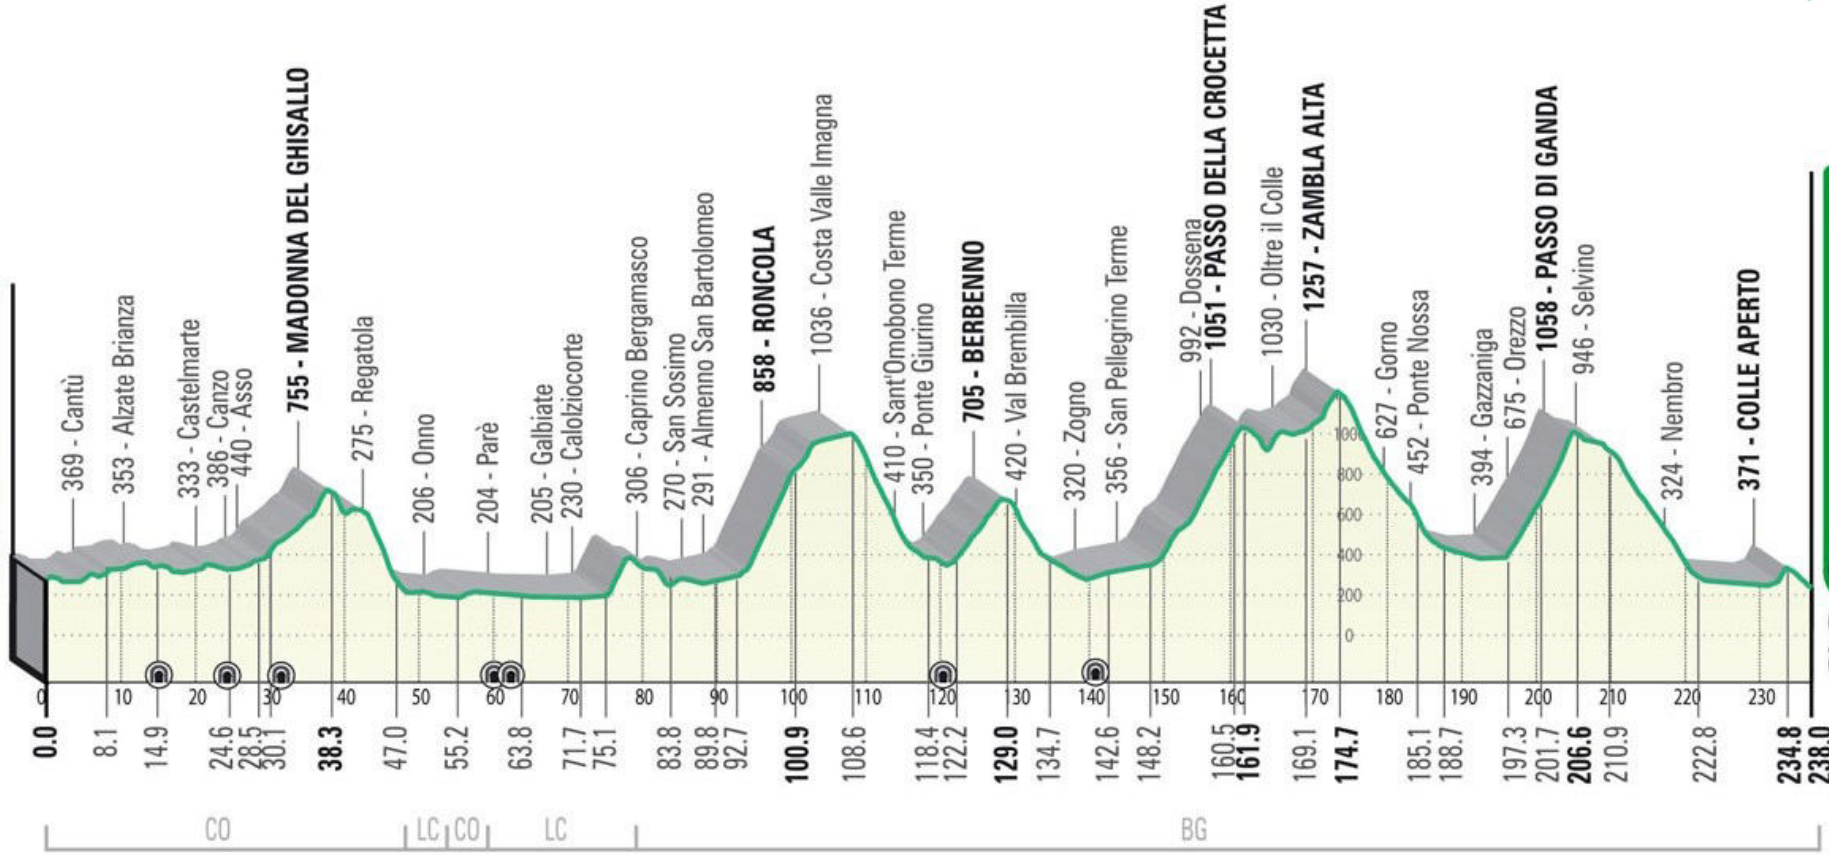 369 - Cantù
353 - Alzate Brianza
333 - Castelmarte
386 - Canzo
440 - Asso
755 - MADONNA DEL GHISALLO
275 - Regatola
206 - Onno
204 - Parè
205 - Galbiate
230 - Calolziocorte
306 - Caprino Bergamasco
270 - San Sosimo
291 - Almenno San Bartolomeo
858 - RONCOLA
1036 - Costa Valle Imagna
410 - Sant'Omobono Terme
350 - Ponte Giurino
705 - BERBENNO
420 - Val Brembilla
320 - Zogno
356 - San Pellegrino Terme
992 - Dossena
1051 - PASSO DELLA CROCETTA
1030 - Oltre il Colle
1257 - ZAMBLA ALTA
627 - Gorno
452 - Ponte Nossa
394 - Gazzaniga
675 - Orezzo
1058 - PASSO DI GANDA
946 - Selvino
324 - Nembro
371 - COLLE APERTO
1000
800
600
400
200
0
0 10 20 30 40 50 60 70 80 90 100 110 120 130 140 150 160 170 180 190 200 210 220 230
0.0 8.1 14.9 24.6 28.5 30.1 38.3 47.0 55.2 63.8 71.7 75.1 83.8 89.8 92.7 100.9 108.6 118.4 122.2 129.0 134.7 142.6 148.2 160.5 161.9 169.1 174.7 185.1 188.7 197.3 201.7 206.6 210.9 222.8 234.8 238.0
CO LC CO LC BG